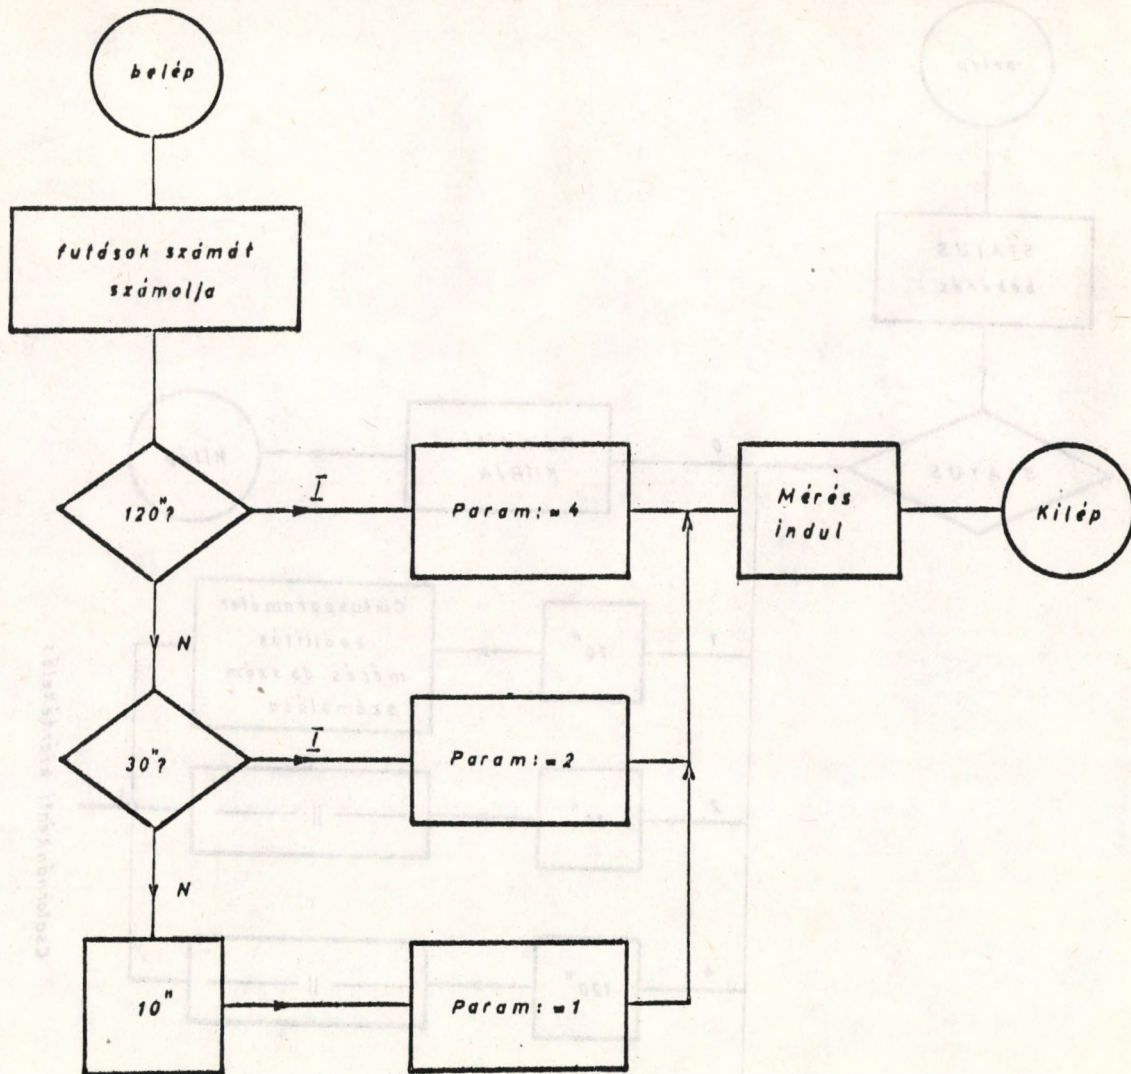 belép
futások számát
számolja
120"?
I
Param:=4
Mérés
indul
Kilép
N
30"?
I
Param:=2
N
10"
Param:=1